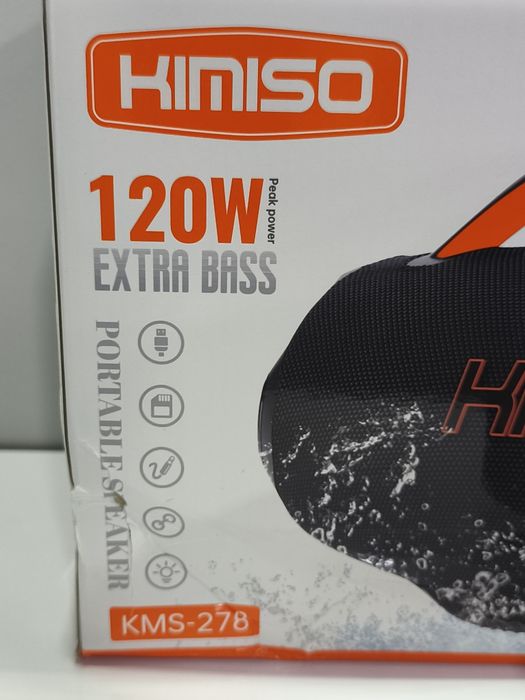 KIMISO
120W
Peak power
EXTRA BASS
PORTABLE SPEAKER
KMS-278